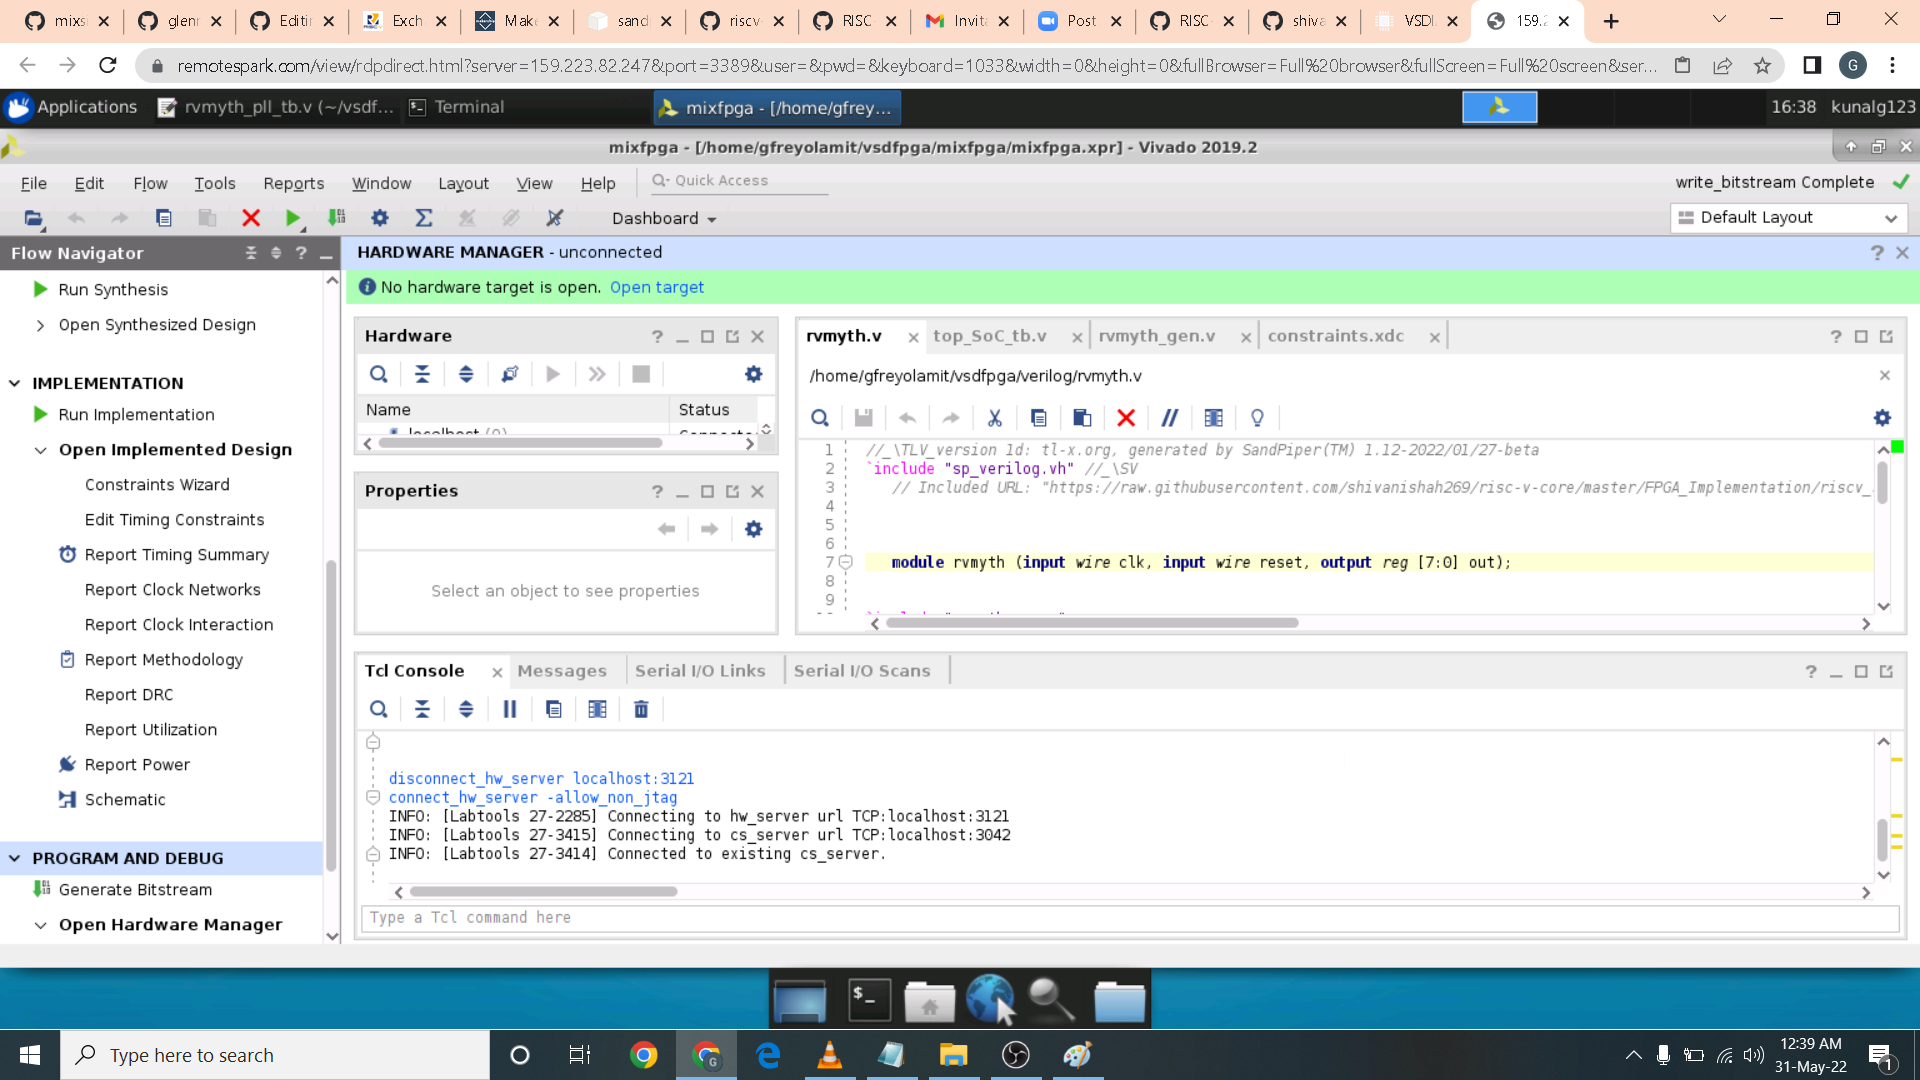 mixsi
glenr
Editi
Exch
Make
sand
riscv-
RISC-
Invita
Post
RISC-
shiva
VSDI
159.2
remotespark.com/view/rdpdirect.html?server=159.223.82.247&port=3389&user=&pwd=&keyboard=1033&width=0&height=0&fullBrowser=Full%20browser&fullScreen=Full%20screen&ser...
G
Applications
rvmyth_pll_tb.v (~/vsdf...
Terminal
mixfpga - [/home/gfrey...
16:38 kunalg123
mixfpga - [/home/gfreyolamit/vsdfpga/mixfpga/mixfpga.xpr] - Vivado 2019.2
File Edit Flow Tools Reports Window Layout View Help
Quick Access
write_bitstream Complete
Dashboard
Default Layout
Flow Navigator
HARDWARE MANAGER - unconnected
No hardware target is open. Open target
Run Synthesis
Open Synthesized Design
IMPLEMENTATION
Run Implementation
Open Implemented Design
Constraints Wizard
Edit Timing Constraints
Report Timing Summary
Report Clock Networks
Report Clock Interaction
Report Methodology
Report DRC
Report Utilization
Report Power
Schematic
PROGRAM AND DEBUG
Generate Bitstream
Open Hardware Manager
Hardware
Name Status
localhost (0)
Properties
Select an object to see properties
rvmyth.v
top_SoC_tb.v
rvmyth_gen.v
constraints.xdc
/home/gfreyolamit/vsdfpga/verilog/rvmyth.v
1 //_\TLV_version 1d: tl-x.org, generated by SandPiper(TM) 1.12-2022/01/27-beta
2 `include "sp_verilog.vh" //_\SV
3 // Included URL: "https://raw.githubusercontent.com/shivanishah269/risc-v-core/master/FPGA_Implementation/riscv_
4
5
6
7 module rvmyth (input wire clk, input wire reset, output reg [7:0] out);
8
9
Tcl Console
Messages
Serial I/O Links
Serial I/O Scans
disconnect_hw_server localhost:3121
connect_hw_server -allow_non_jtag
INFO: [Labtools 27-2285] Connecting to hw_server url TCP:localhost:3121
INFO: [Labtools 27-3415] Connecting to cs_server url TCP:localhost:3042
INFO: [Labtools 27-3414] Connected to existing cs_server.
Type a Tcl command here
Type here to search
12:39 AM
31-May-22
1